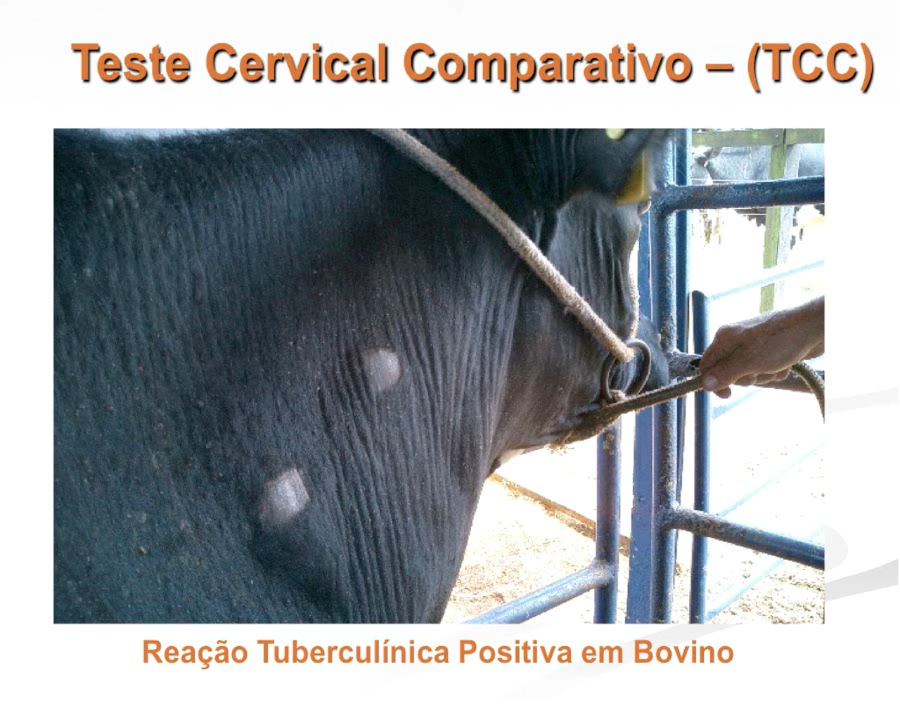 Teste Cervical Comparativo – (TCC)
Reação Tuberculínica Positiva em Bovino